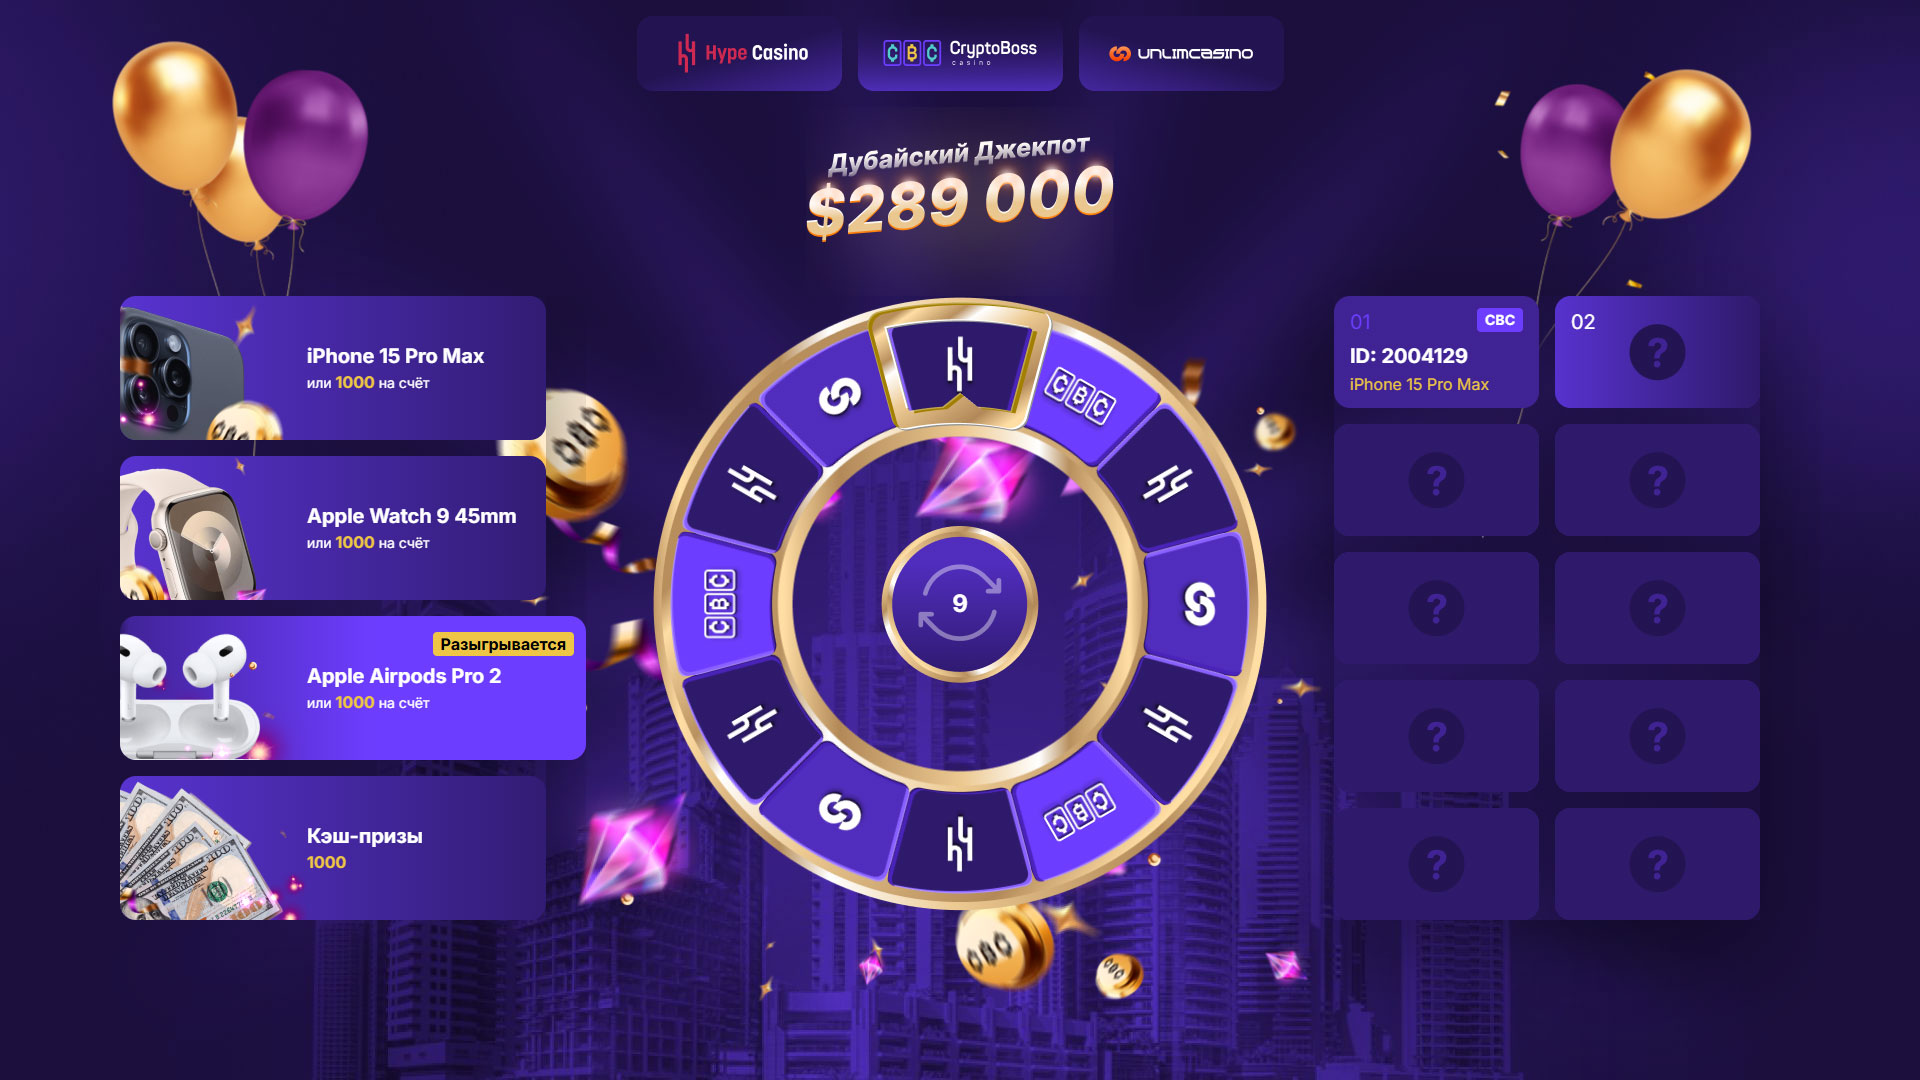 Hype Casino
CryptoBoss
casino
UNLIMCASINO
Дубайский Джекпот
$289 000
iPhone 15 Pro Max
или 1000 на счёт
Apple Watch 9 45mm
или 1000 на счёт
Разыгрывается
Apple Airpods Pro 2
или 1000 на счёт
Кэш-призы
1000
9
01
CBC
ID: 2004129
iPhone 15 Pro Max
02
?
?
?
?
?
?
?
?
?